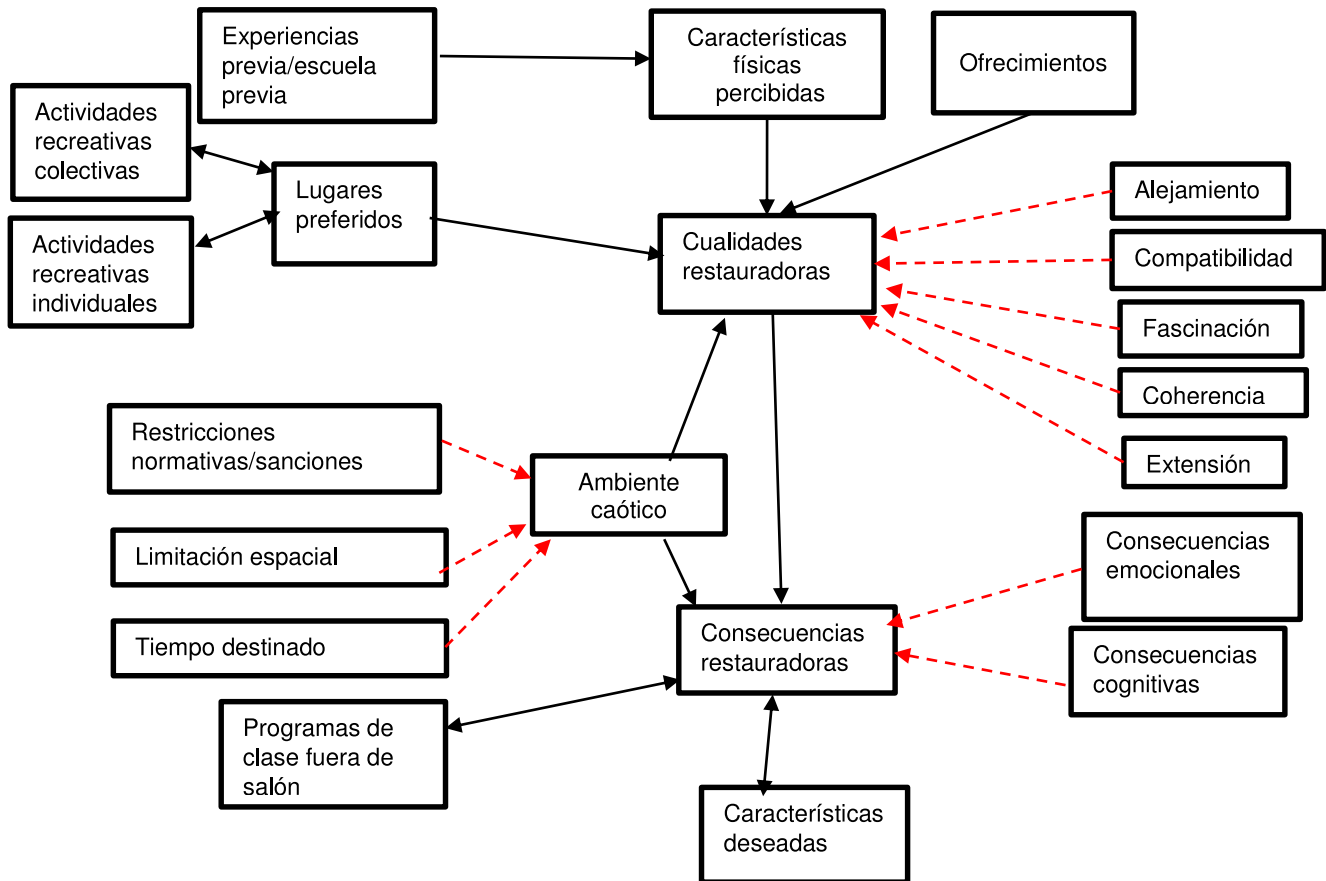 Experiencias
previa/escuela
previa
Características
físicas
percibidas
Ofrecimientos
Actividades
recreativas
colectivas
Lugares
preferidos
Actividades
recreativas
individuales
Cualidades
restauradoras
Alejamiento
Compatibilidad
Fascinación
Coherencia
Extensión
Restricciones
normativas/sanciones
Ambiente
caótico
Limitación espacial
Tiempo destinado
Consecuencias
emocionales
Consecuencias
restauradoras
Consecuencias
cognitivas
Programas de
clase fuera de
salón
Características
deseadas